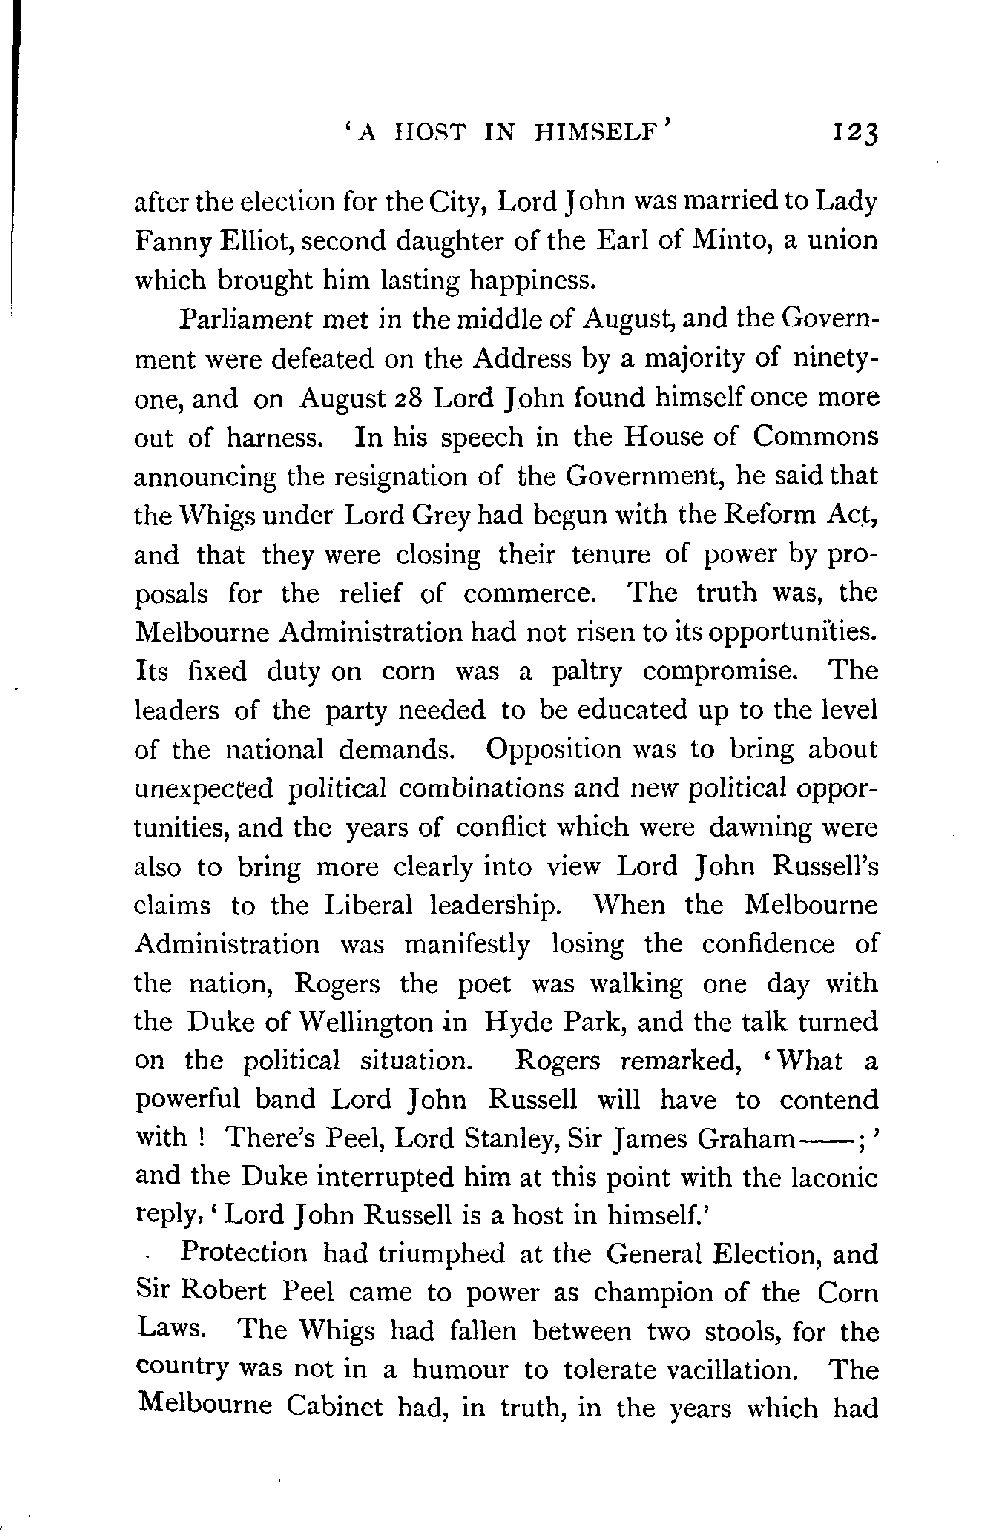 ‘A HOST IN HIMSELF’ 123
after the election for the City, Lord John was married to Lady
Fanny Elliot, second daughter of the Earl of Minto, a union
which brought him lasting happiness.
Parliament met in the middle of August, and the Govern-
ment were defeated on the Address by a majority of ninety-
one, and on August 28 Lord John found himself once more
out of harness. In his speech in the House of Commons
announcing the resignation of the Government, he said that
the Whigs under Lord Grey had begun with the Reform Act,
and that they were closing their tenure of power by pro-
posals for the relief of commerce. The truth was, the
Melbourne Administration had not risen to its opportunities.
Its fixed duty on corn was a paltry compromise. The
leaders of the party needed to be educated up to the level
of the national demands. Opposition was to bring about
unexpected political combinations and new political oppor-
tunities, and the years of conflict which were dawning were
also to bring more clearly into view Lord John Russell’s
claims to the Liberal leadership. When the Melbourne
Administration was manifestly losing the confidence of
the nation, Rogers the poet was walking one day with
the Duke of Wellington in Hyde Park, and the talk turned
on the political situation. Rogers remarked, ‘What a
powerful band Lord John Russell will have to contend
with ! There’s Peel, Lord Stanley, Sir James Graham——;’
and the Duke interrupted him at this point with the laconic
reply, ‘Lord John Russell is a host in himself.’
Protection had triumphed at the General Election, and
Sir Robert Peel came to power as champion of the Corn
Laws. The Whigs had fallen between two stools, for the
country was not in a humour to tolerate vacillation. The
Melbourne Cabinet had, in truth, in the years which had